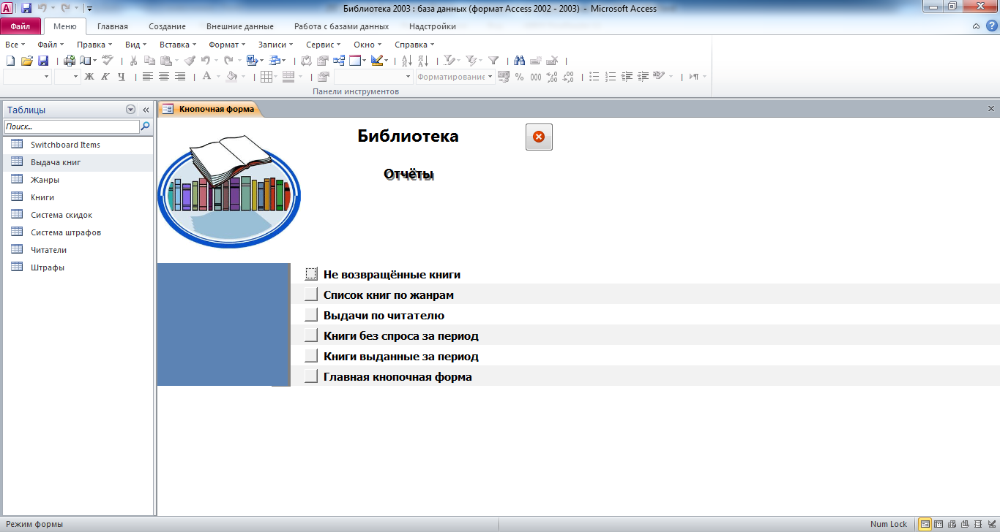 Библиотека 2003 : база данных (формат Access 2002 - 2003) - Microsoft Access
Файл Меню Главная Создание Внешние данные Работа с базами данных Надстройки
Все Файл Правка Вид Вставка Формат Записи Сервис Окно Справка
Ж К Ч А Форматирование % 000
Панели инструментов
Таблицы
Кнопочная форма
Поиск...
Switchboard Items
Выдача книг
Жанры
Книги
Система скидок
Система штрафов
Читатели
Штрафы
Библиотека
Отчёты
Не возвращённые книги
Список книг по жанрам
Выдачи по читателю
Книги без спроса за период
Книги выданные за период
Главная кнопочная форма
Режим формы
Num Lock